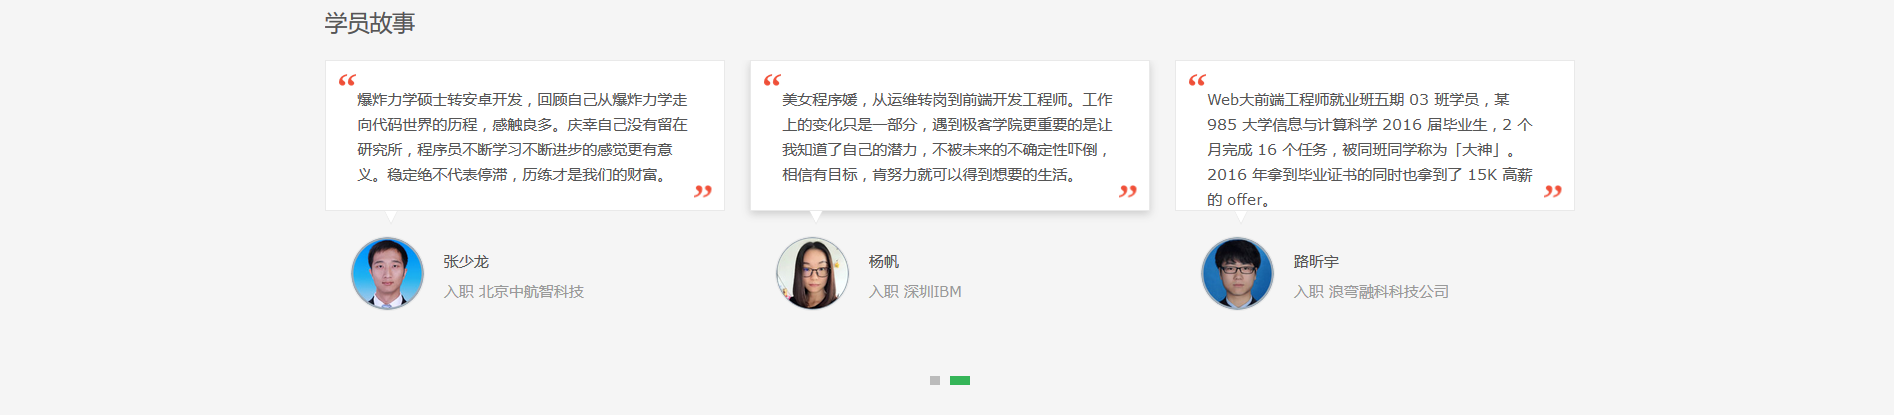 学员故事
“
爆炸力学硕士转安卓开发，回顾自己从爆炸力学走
向代码世界的历程，感触良多。庆幸自己没有留在
研究所，程序员不断学习不断进步的感觉更有意
义。稳定绝不代表停滞，历练才是我们的财富。
”
张少龙
入职 北京中航智科技
“
美女程序媛，从运维转岗到前端开发工程师。工作
上的变化只是一部分，遇到极客学院更重要的是让
我知道了自己的潜力，不被未来的不确定性吓倒，
相信有目标，肯努力就可以得到想要的生活。
”
杨帆
入职 深圳IBM
“
Web大前端工程师就业班五期 03 班学员，某
985 大学信息与计算科学 2016 届毕业生，2 个
月完成 16 个任务，被同班同学称为「大神」。
2016 年拿到毕业证书的同时也拿到了 15K 高薪
的 offer。
”
路昕宇
入职 浪弯融科科技公司